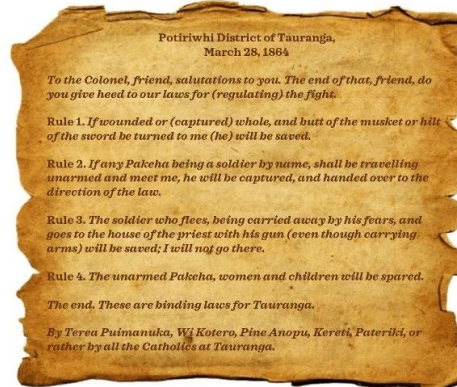 Potiriwhi District of Tauranga,
March 28, 1864
To the Colonel, friend, salutations to you. The end of that, friend, do
you give heed to our laws for (regulating) the fight.
Rule 1. If wounded or (captured) whole, and butt of the musket or hilt
of the sword be turned to me (he) will be saved.
Rule 2. If any Pakeha being a soldier by name, shall be travelling
unarmed and meet me, he will be captured, and handed over to the
direction of the law.
Rule 3. The soldier who flees, being carried away by his fears, and
goes to the house of the priest with his gun (even though carrying
arms) will be saved; I will not go there.
Rule 4. The unarmed Pakeha, women and children will be spared.
The end. These are binding laws for Tauranga.
By Terea Puimanuka, Wi Kotero, Pine Anopu, Kereti, Pateriki, or
rather by all the Catholics at Tauranga.